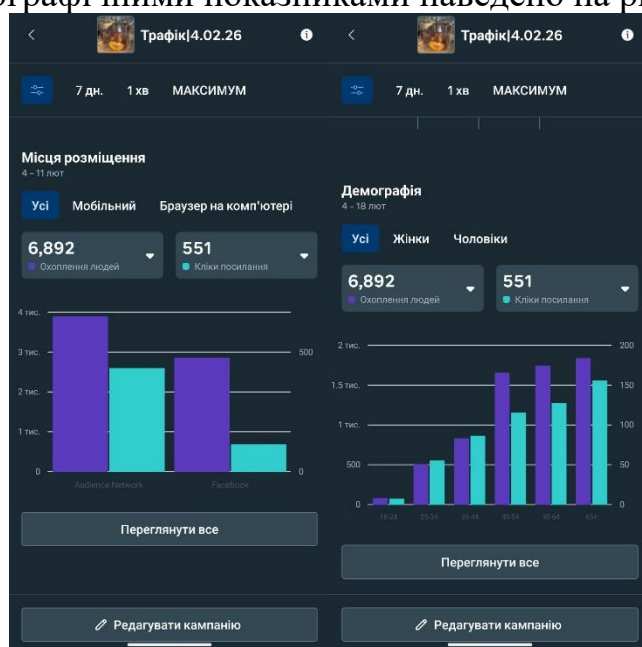 ографічними показниками наведено на рі
Трафік|4.02.26
7 дн. 1 хв МАКСИМУМ
Місця розміщення
4 – 11 лют
Усі Мобільний Браузер на комп'ютері
6,892
Охоплення людей
551
Кліки посилання
4 тис.
3 тис. 500
2 тис.
1 тис.
0 0
Audience Network Facebook
Переглянути все
Редагувати кампанію
Трафік|4.02.26
7 дн. 1 хв МАКСИМУМ
Демографія
4 – 18 лют
Усі Жінки Чоловіки
6,892
Охоплення людей
551
Кліки посилання
2 тис. 200
1.5 тис. 150
1 тис. 100
500 50
0 0
18-24 25-34 35-44 45-54 55-64 65+
Переглянути все
Редагувати кампанію